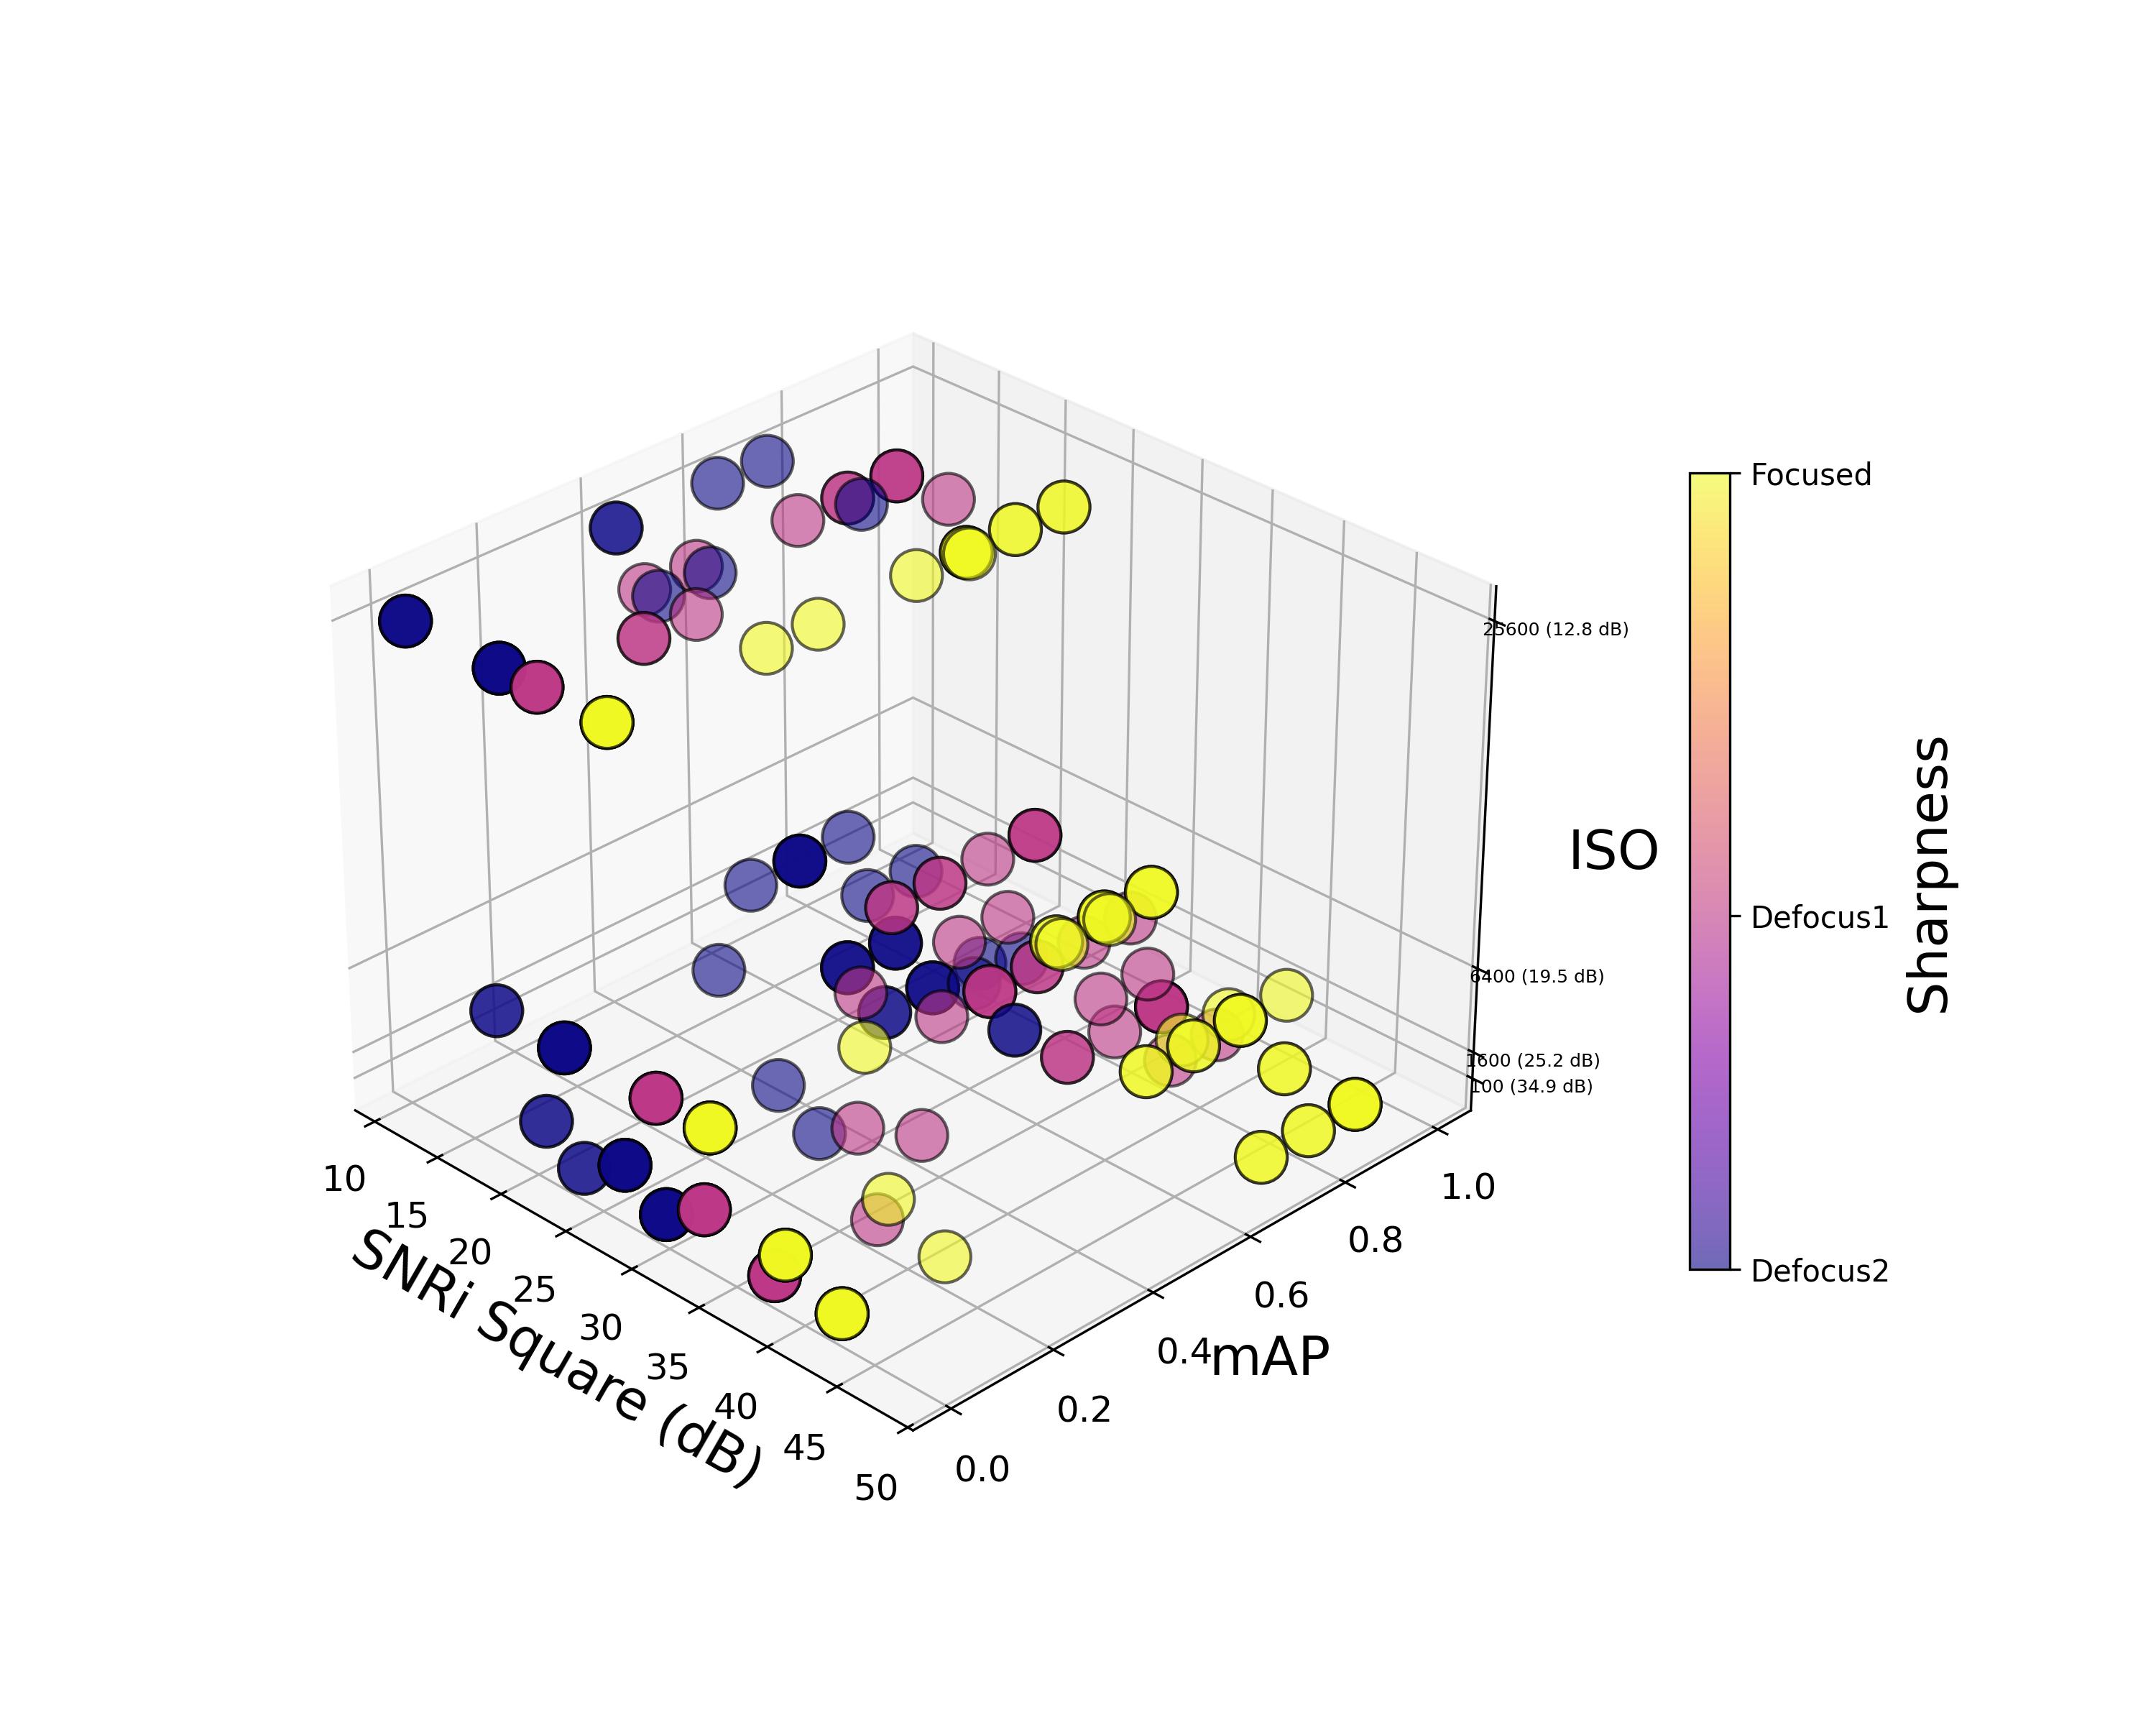 Focused
25600 (12.8 dB)
ISO
Sharpness
Defocus1
6400 (19.5 dB)
1600 (25.2 dB)
100 (34.9 dB)
Defocus2
10
15
20
25
30
35
40
45
50
SNRi Square (dB)
0.0
0.2
0.4
0.6
0.8
1.0
mAP